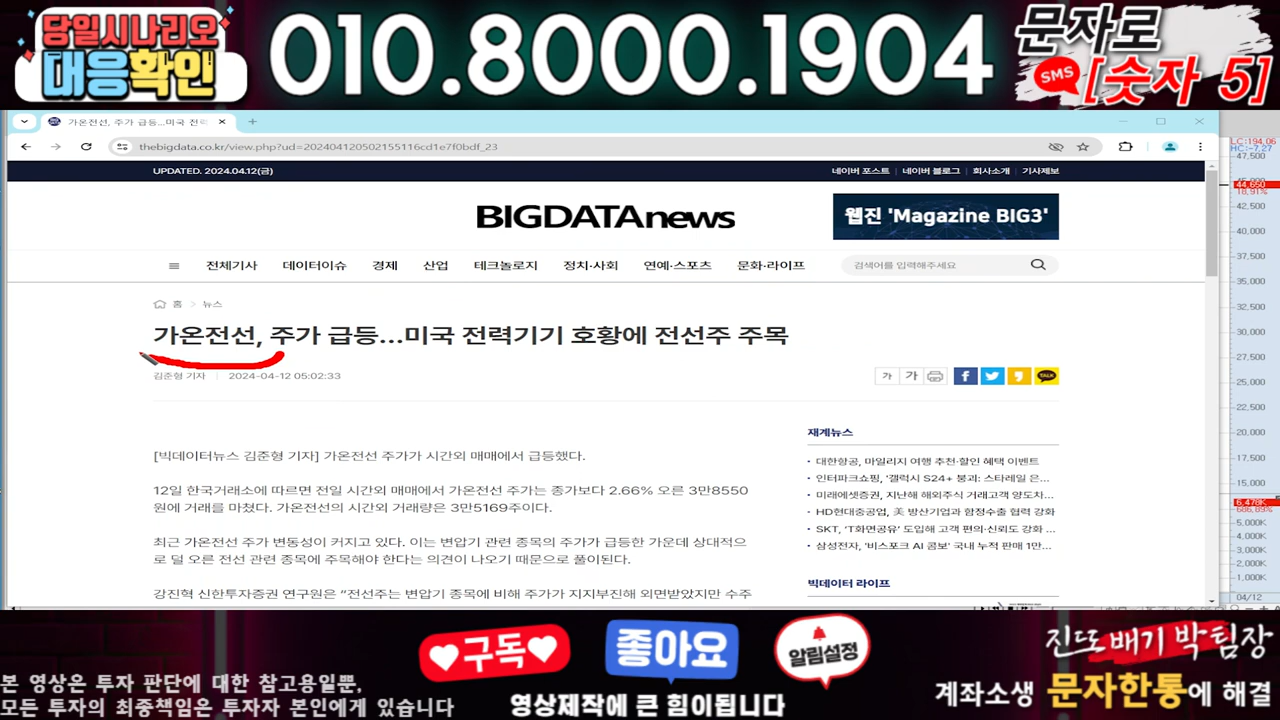 당일시나리오
대응확인
010.8000.1904
문자로
SMS
[숫자 5]
가온전선, 주가 급등...미국 전력
thebigdata.co.kr/view.php?ud=202404120502155116cd1e7f0bdf_23
UPDATED. 2024.04.12(금)
네이버 포스트 | 네이버 블로그 | 회사소개 | 기사제보
BIGDATAnews
웹진 'Magazine BIG3'
전체기사 데이터이슈 경제 산업 테크놀로지 정치·사회 연예·스포츠 문화·라이프
검색어를 입력해주세요
홈 > 뉴스
가온전선, 주가 급등...미국 전력기기 호황에 전선주 주목
김준형 기자 | 2024-04-12 05:02:33
가 가
TALK
[빅데이터뉴스 김준형 기자] 가온전선 주가가 시간외 매매에서 급등했다.
12일 한국거래소에 따르면 전일 시간외 매매에서 가온전선 주가는 종가보다 2.66% 오른 3만8550
원에 거래를 마쳤다. 가온전선의 시간외 거래량은 3만5169주이다.
최근 가온전선 주가 변동성이 커지고 있다. 이는 변압기 관련 종목의 주가가 급등한 가운데 상대적으
로 덜 오른 전선 관련 종목에 주목해야 한다는 의견이 나오기 때문으로 풀이된다.
강진혁 신한투자증권 연구원은 “전선주는 변압기 종목에 비해 주가가 지지부진해 외면받았지만 수주
재계뉴스
· 대한항공, 마일리지 여행 추천·할인 혜택 이벤트
· 인터파크쇼핑, '갤럭시 S24+ 붕괴: 스타레일 은...
· 미래에셋증권, 지난해 해외주식 거래고객 양도차...
· HD현대중공업, 美 방산기업과 함정수출 협력 강화
· SKT, 'T화면공유' 도입해 고객 편의·신뢰도 강화 ...
· 삼성전자, '비스포크 AI 콤보' 국내 누적 판매 1만...
빅데이터 라이프
LC:194.06
HC:-7.27
47,500
44,650
18.91%
42,500
40,000
37,500
35,000
32,500
30,000
27,500
25,000
22,500
20,000
17,500
15,000
6,478K
686.89%
5,000K
4,000K
3,000K
2,000K
1,000K
04/12
구독
좋아요
알림설정
영상제작에 큰 힘이됩니다
본 영상은 투자 판단에 대한 참고용일뿐,
모든 투자의 최종책임은 투자자 본인에게 있습니다
진또배기 박팀장
계좌소생 문자한통에 해결